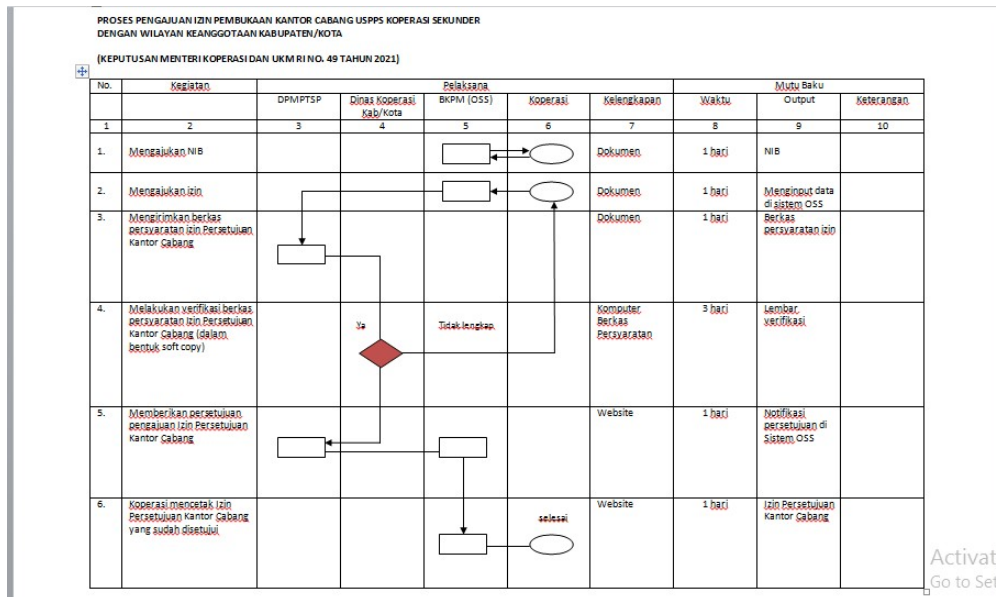 PROSES PENGAJUAN IZIN PEMBUKAAN KANTOR CABANG USPPS KOPERASI SEKUNDER
DENGAN WILAYAN KEANGGOTAAN KABUPATEN/KOTA
(KEPUTUSAN MENTERI KOPERASI DAN UKM RI NO. 49 TAHUN 2021)
No. Kegiatan Pelaksana Mutu Baku
DPMPTSP Dinas Koperasi BKPM (OSS) Koperasi Kelengkapan Waktu Output Keterangan
Kab/Kota
1 2 3 4 5 6 7 8 9 10
1. Mengajukan NIB Dokumen 1 hari NIB
2. Mengajukan izin Dokumen 1 hari Menginput data
di sistem OSS
3. Mengirimkan berkas Dokumen 1 hari Berkas
persyaratan izin Persetujuan persyaratan izin
Kantor Cabang
4. Melakukan verifikasi berkas Komputer 3 hari Lembar
persyaratan Izin Persetujuan Ya Tidak lengkap Berkas verifikasi
Kantor Cabang (dalam Persyaratan
bentuk soft copy)
5. Memberikan persetujuan Website 1 hari Notifikasi
pengajuan Izin Persetujuan persetujuan di
Kantor Cabang Sistem OSS
6. Koperasi mencetak Izin Website 1 hari Izin Persetujuan
Persetujuan Kantor Cabang selesai Kantor Cabang
yang sudah disetujui
Activat
Go to Set